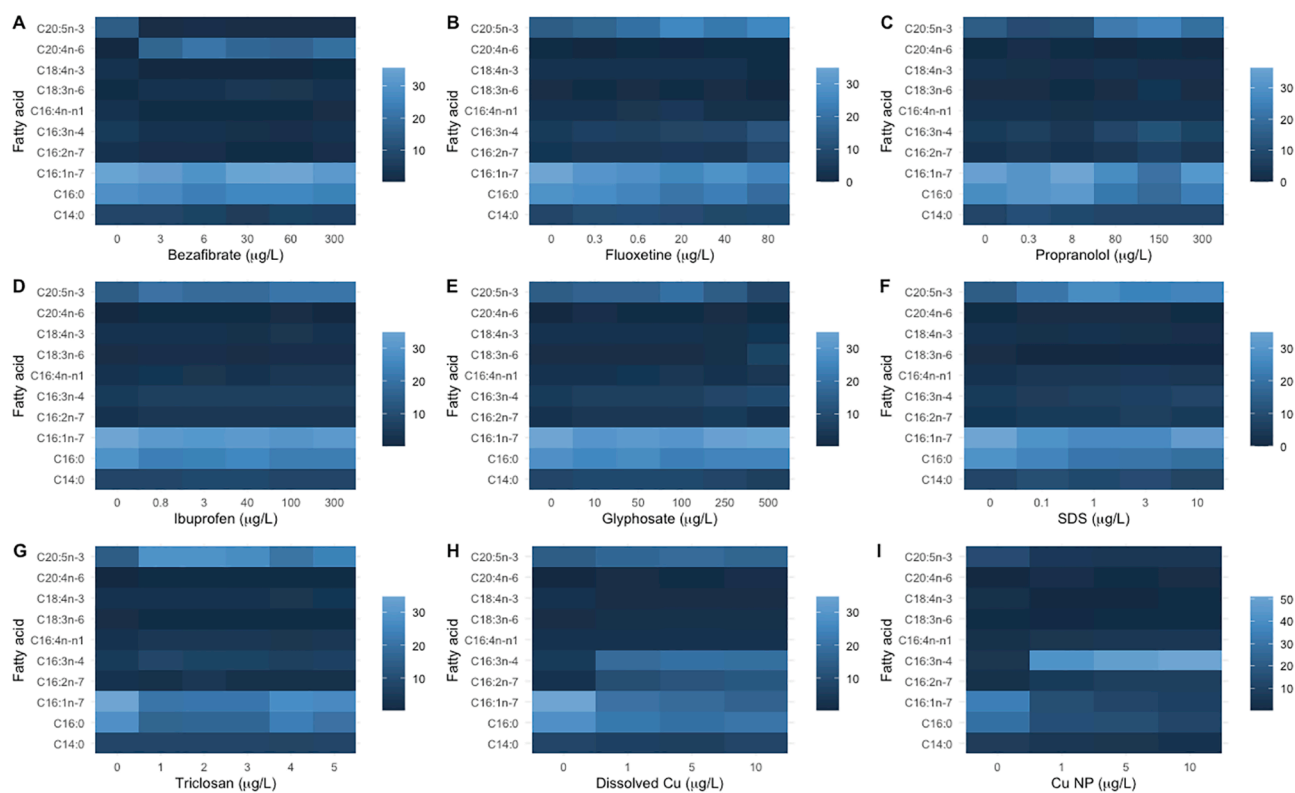 A
C20:5n-3
C20:4n-6
C18:4n-3
C18:3n-6
C16:4n-n1
C16:3n-4
C16:2n-7
C16:1n-7
C16:0
C14:0
Fatty acid
0 3 6 30 60 300
Bezafibrate (μg/L)
30
20
10
B
C20:5n-3
C20:4n-6
C18:4n-3
C18:3n-6
C16:4n-n1
C16:3n-4
C16:2n-7
C16:1n-7
C16:0
C14:0
Fatty acid
0 0.3 0.6 20 40 80
Fluoxetine (μg/L)
30
20
10
0
C
C20:5n-3
C20:4n-6
C18:4n-3
C18:3n-6
C16:4n-n1
C16:3n-4
C16:2n-7
C16:1n-7
C16:0
C14:0
Fatty acid
0 0.3 8 80 150 300
Propranolol (μg/L)
30
20
10
0
D
C20:5n-3
C20:4n-6
C18:4n-3
C18:3n-6
C16:4n-n1
C16:3n-4
C16:2n-7
C16:1n-7
C16:0
C14:0
Fatty acid
0 0.8 3 40 100 300
Ibuprofen (μg/L)
30
20
10
E
C20:5n-3
C20:4n-6
C18:4n-3
C18:3n-6
C16:4n-n1
C16:3n-4
C16:2n-7
C16:1n-7
C16:0
C14:0
Fatty acid
0 10 50 100 250 500
Glyphosate (μg/L)
30
20
10
F
C20:5n-3
C20:4n-6
C18:4n-3
C18:3n-6
C16:4n-n1
C16:3n-4
C16:2n-7
C16:1n-7
C16:0
C14:0
Fatty acid
0 0.1 1 3 10
SDS (μg/L)
30
20
10
0
G
C20:5n-3
C20:4n-6
C18:4n-3
C18:3n-6
C16:4n-n1
C16:3n-4
C16:2n-7
C16:1n-7
C16:0
C14:0
Fatty acid
0 1 2 3 4 5
Triclosan (μg/L)
30
20
10
H
C20:5n-3
C20:4n-6
C18:4n-3
C18:3n-6
C16:4n-n1
C16:3n-4
C16:2n-7
C16:1n-7
C16:0
C14:0
Fatty acid
0 1 5 10
Dissolved Cu (μg/L)
30
20
10
I
C20:5n-3
C20:4n-6
C18:4n-3
C18:3n-6
C16:4n-n1
C16:3n-4
C16:2n-7
C16:1n-7
C16:0
C14:0
Fatty acid
0 1 5 10
Cu NP (μg/L)
50
40
30
20
10